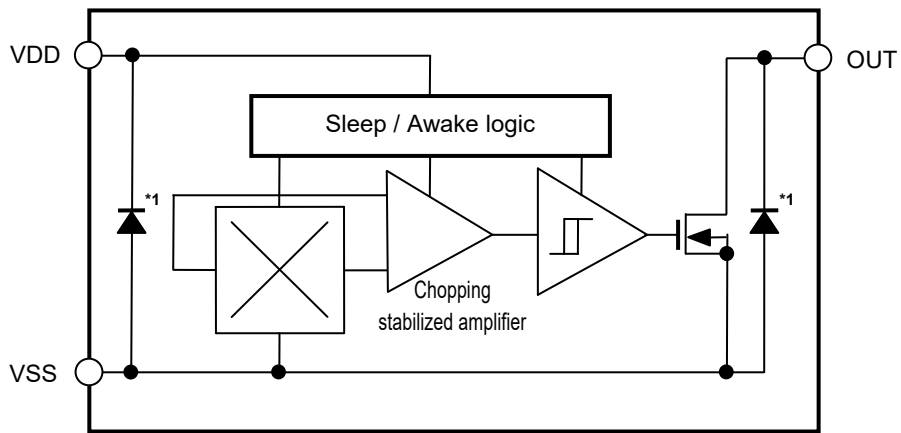 VDD
OUT
Sleep / Awake logic
*1
*1
Chopping
stabilized amplifier
VSS